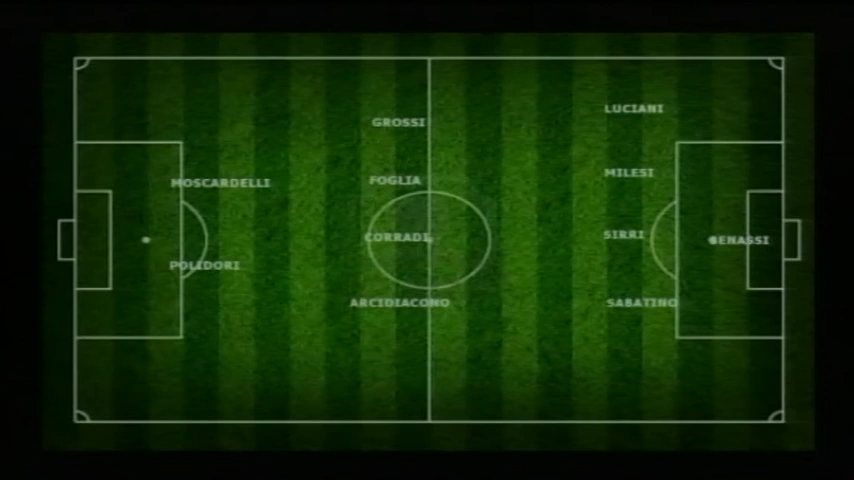 LUCIANI
GROSSI
MILESI
FOGLIA
MOSCARDELLI
SIRRI
CORRADI
BENASSI
POLIDORI
ARCIDIACONO
SABATINO